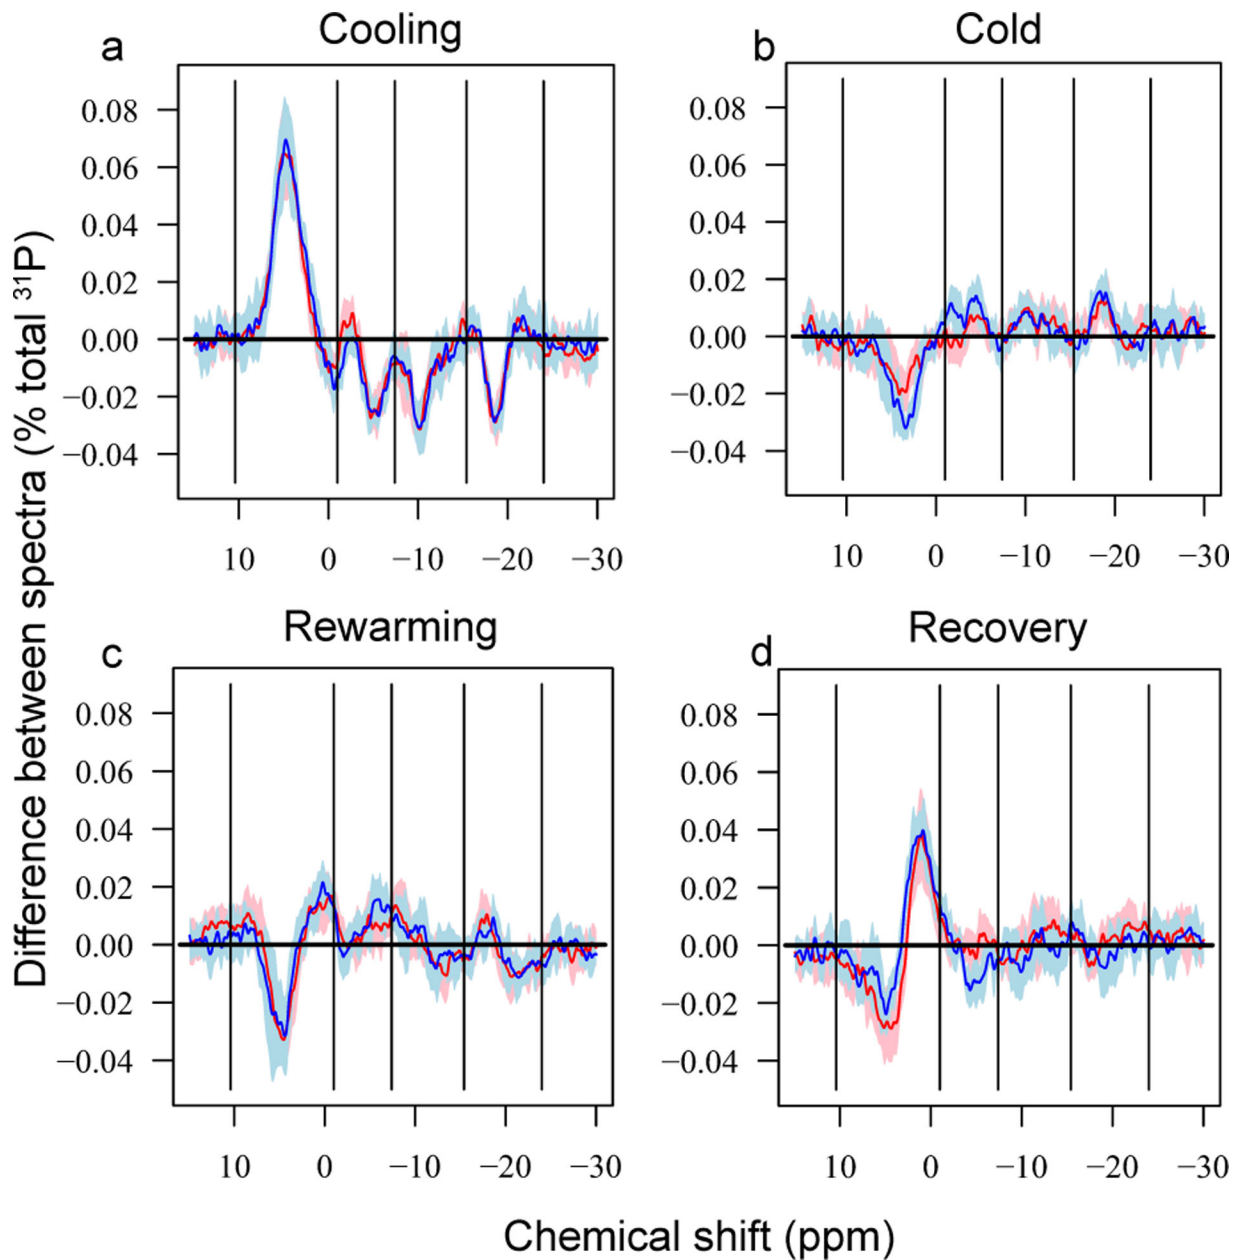 a
Cooling
0.08
0.06
0.04
0.02
0.00
−0.02
−0.04
10 0 −10 −20 −30
b
Cold
0.08
0.06
0.04
0.02
0.00
−0.02
−0.04
10 0 −10 −20 −30
Difference between spectra (% total ³¹P)
c
Rewarming
0.08
0.06
0.04
0.02
0.00
−0.02
−0.04
10 0 −10 −20 −30
d
Recovery
0.08
0.06
0.04
0.02
0.00
−0.02
−0.04
10 0 −10 −20 −30
Chemical shift (ppm)